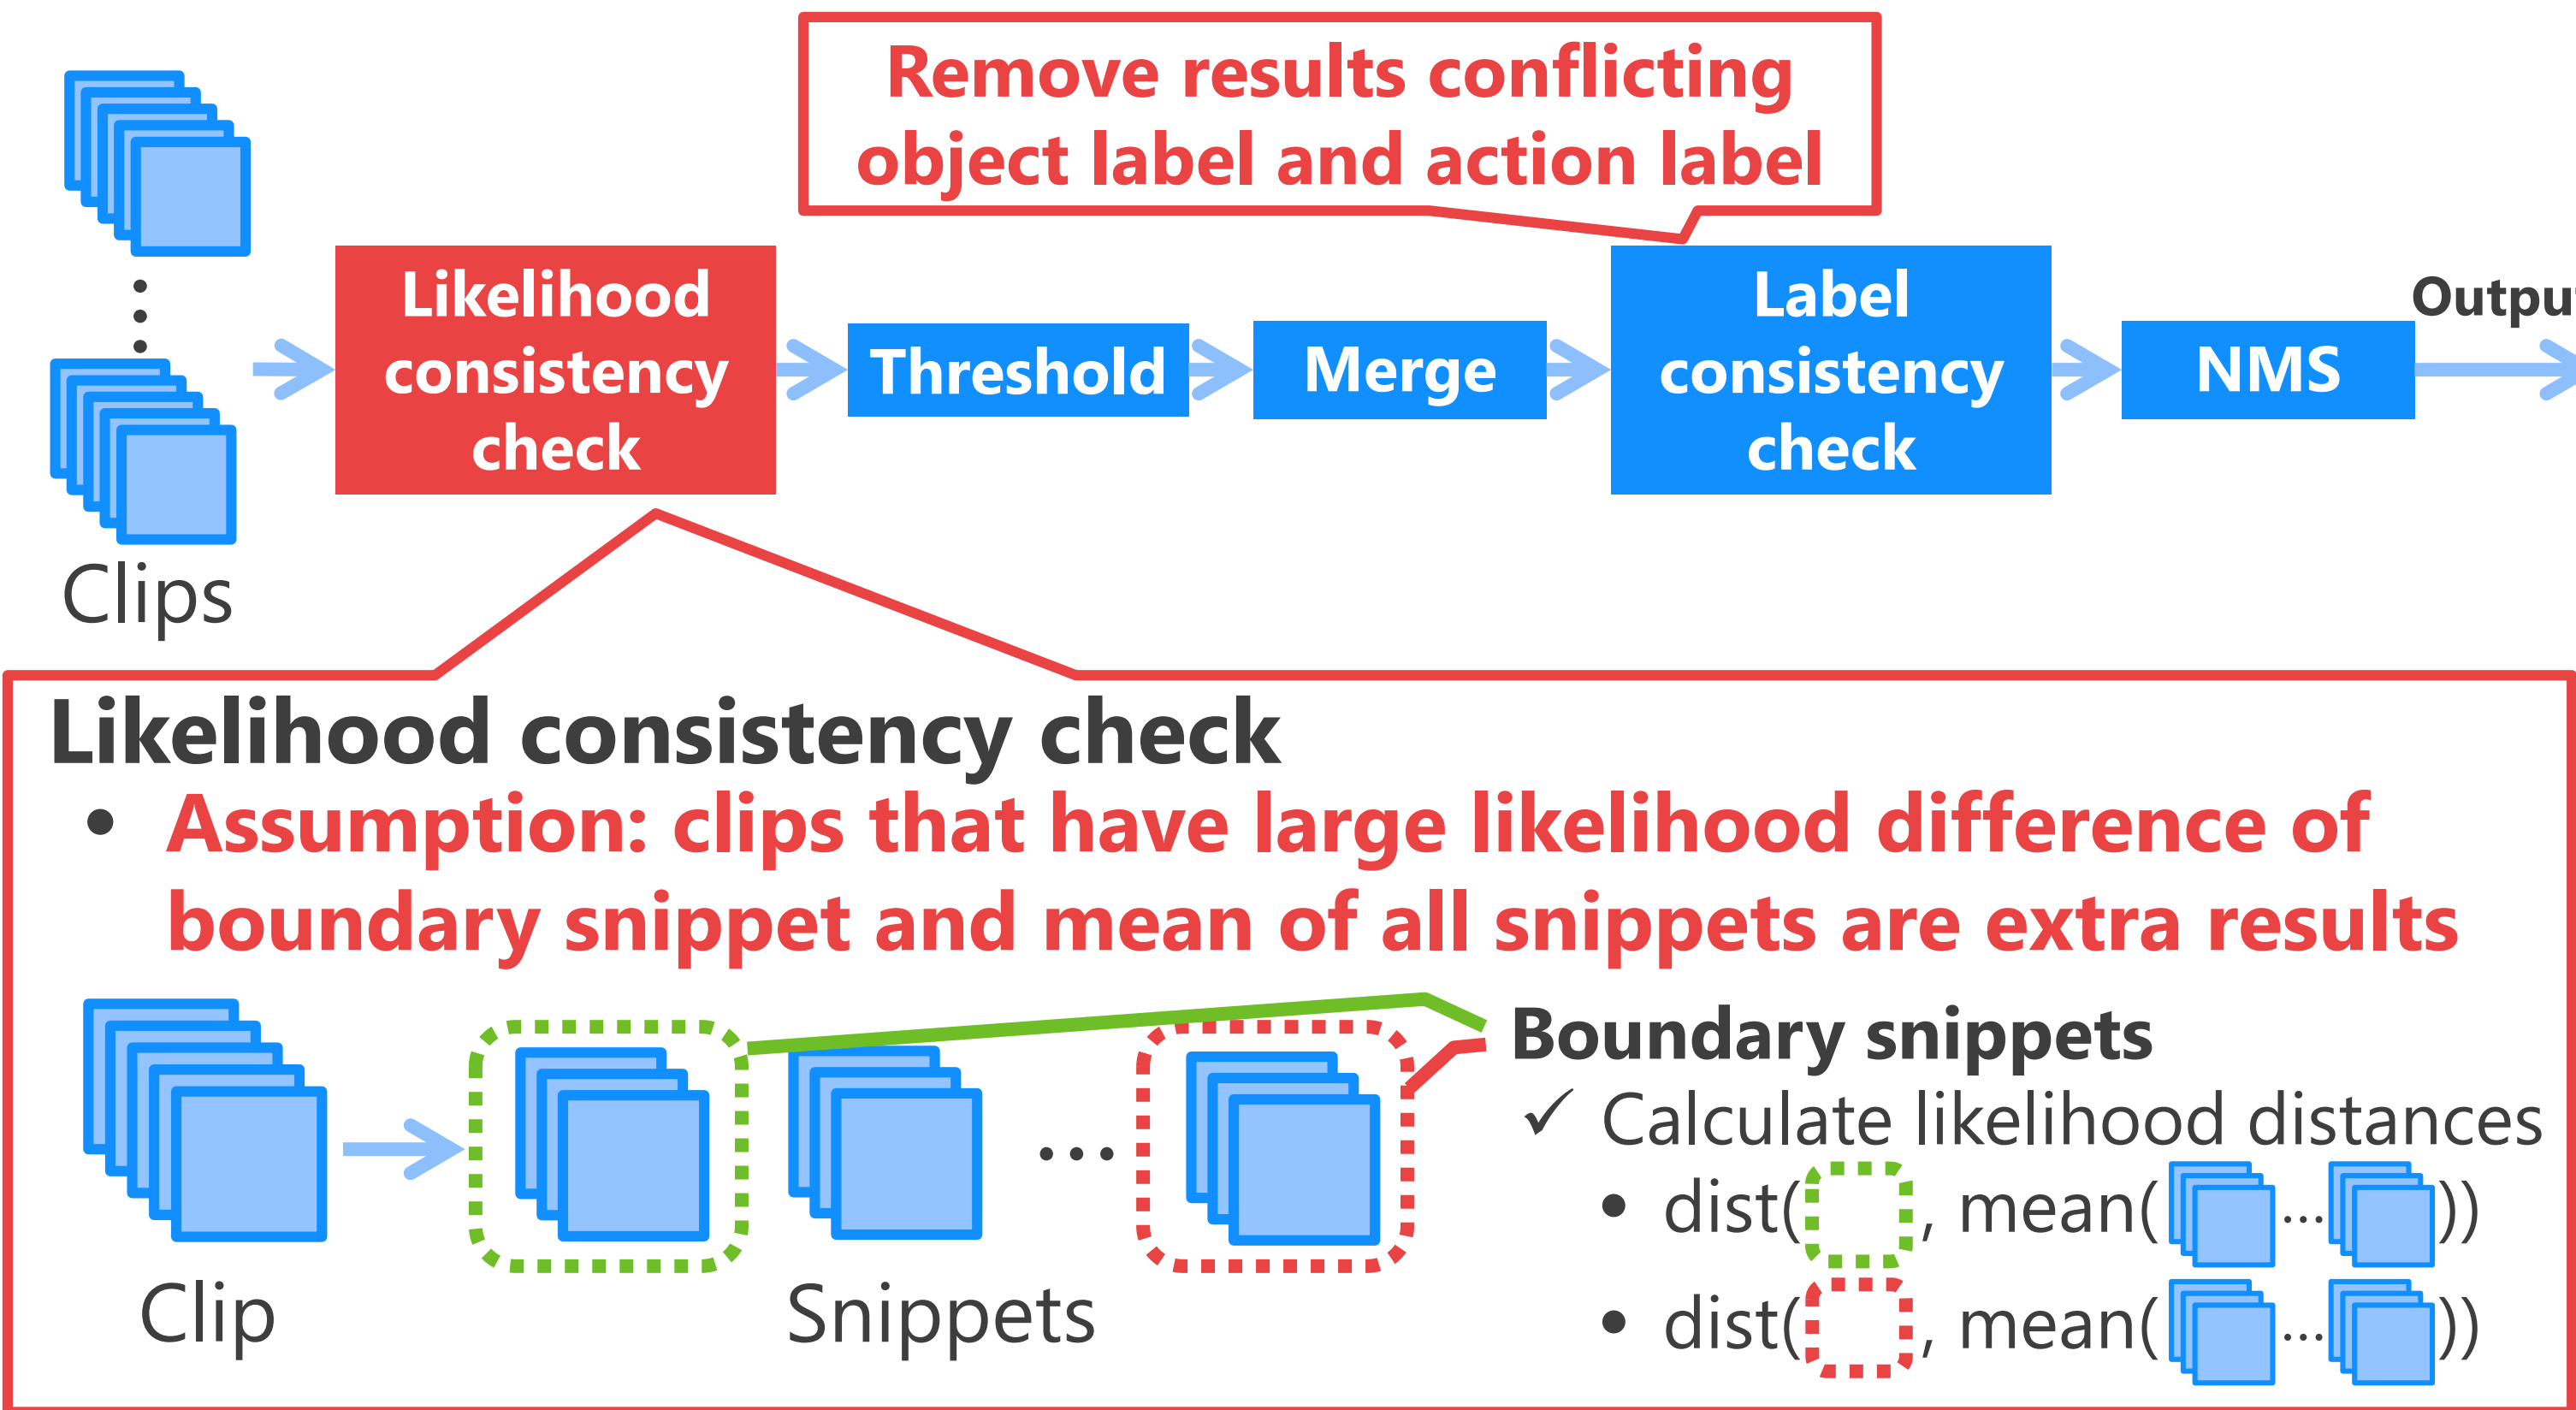 Remove results conflicting
object label and action label
Likelihood
consistency
check
Threshold
Merge
Label
consistency
check
NMS
Output
Clips
Likelihood consistency check
• Assumption: clips that have large likelihood difference of
boundary snippet and mean of all snippets are extra results
Boundary snippets
✓ Calculate likelihood distances
• dist( , mean( ... ))
• dist( , mean( ... ))
...
Clip
Snippets